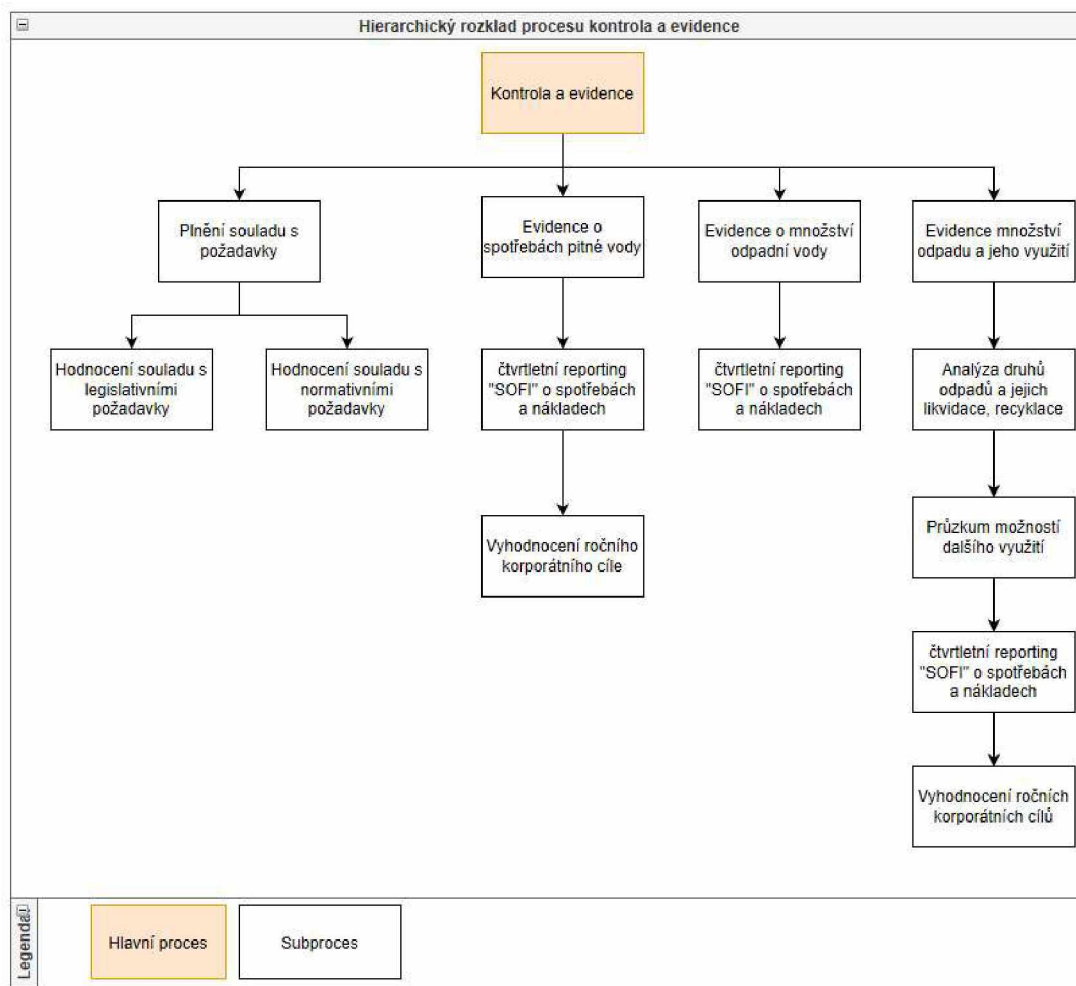 Hierarchický rozklad procesu kontrola a evidence
Kontrola a evidence
Plnění souladu s
požadavky
Evidence o
spotřebách pitné vody
Evidence o množství
odpadní vody
Evidence množství
odpadu a jeho využití
Hodnocení souladu s
legislativními
požadavky
Hodnocení souladu s
normativními
požadavky
čtvrtletní reporting
"SOFI" o spotřebách
a nákladech
čtvrtletní reporting
"SOFI" o spotřebách
a nákladech
Analýza druhů
odpadů a jejich
likvidace, recyklace
Průzkum možností
dalšího využití
Vyhodnocení ročního
korporátního cíle
čtvrtletní reporting
"SOFI" o spotřebách
a nákladech
Vyhodnocení ročních
korporátních cílů
Legenda
Hlavní proces
Subproces